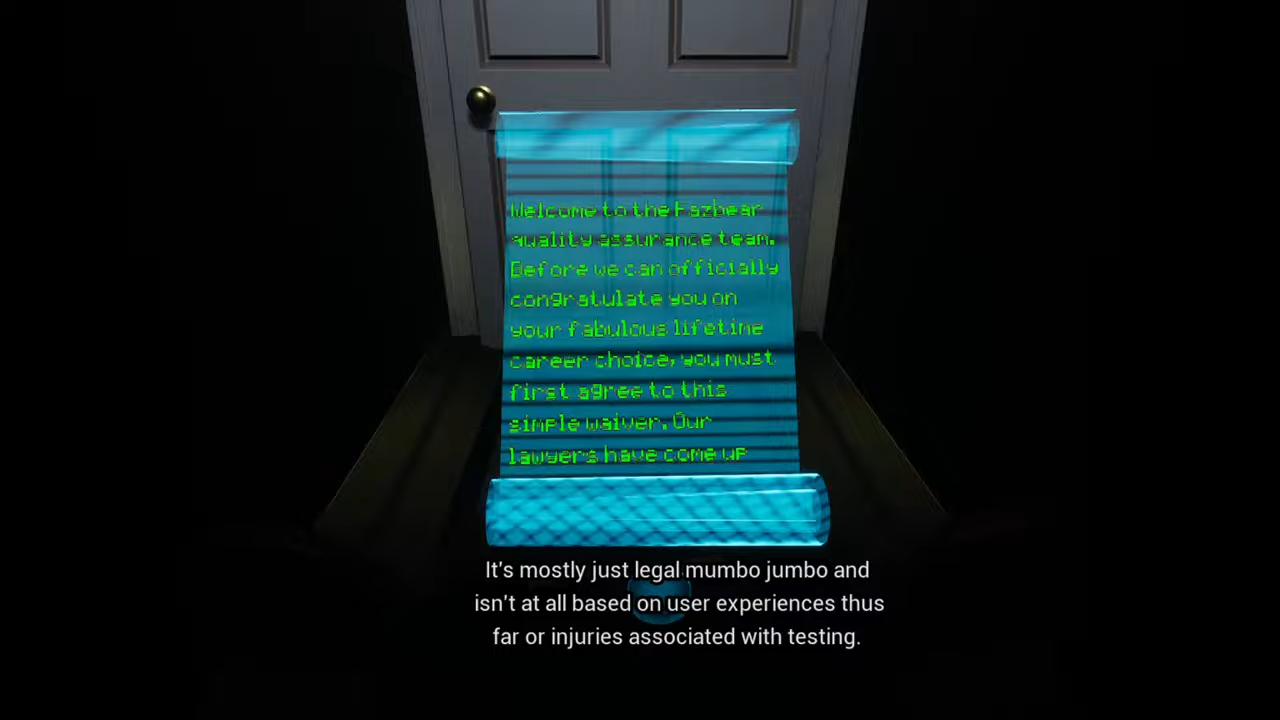 Welcome to the Fazbear
quality assurance team.
Before we can officially
congratulate you on
your fabulous lifetime
career choice, you must
first agree to this
simple waiver. Our
lawyers have come up
It's mostly just legal mumbo jumbo and
isn't at all based on user experiences thus
far or injuries associated with testing.